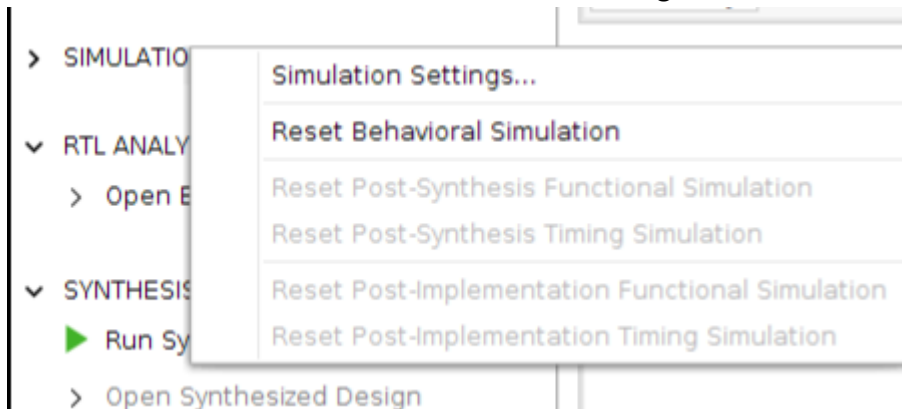 SIMULATIO
Simulation Settings...
Reset Behavioral Simulation
RTL ANALY
Open E
Reset Post-Synthesis Functional Simulation
Reset Post-Synthesis Timing Simulation
SYNTHESIS
Reset Post-Implementation Functional Simulation
Run Sy
Reset Post-Implementation Timing Simulation
Open Synthesized Design